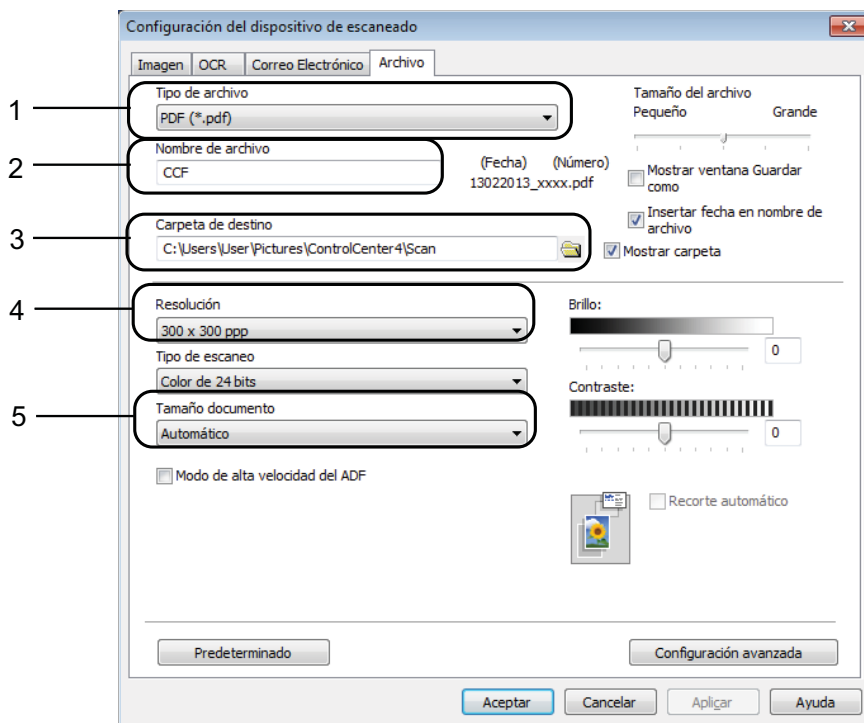 Configuración del dispositivo de escaneado
Imagen OCR Correo Electrónico Archivo
1
Tipo de archivo
PDF (*.pdf)
Tamaño del archivo
Pequeño Grande
2
Nombre de archivo
CCF
(Fecha) (Número)
13022013_xxxx.pdf
Mostrar ventana Guardar
como
Insertar fecha en nombre de
archivo
3
Carpeta de destino
C:\Users\User\Pictures\ControlCenter4\Scan
Mostrar carpeta
4
Resolución
300 x 300 ppp
Tipo de escaneo
Color de 24 bits
5
Tamaño documento
Automático
Modo de alta velocidad del ADF
Brillo:
0
Contraste:
0
Recorte automático
Predeterminado
Configuración avanzada
Aceptar Cancelar Aplicar Ayuda